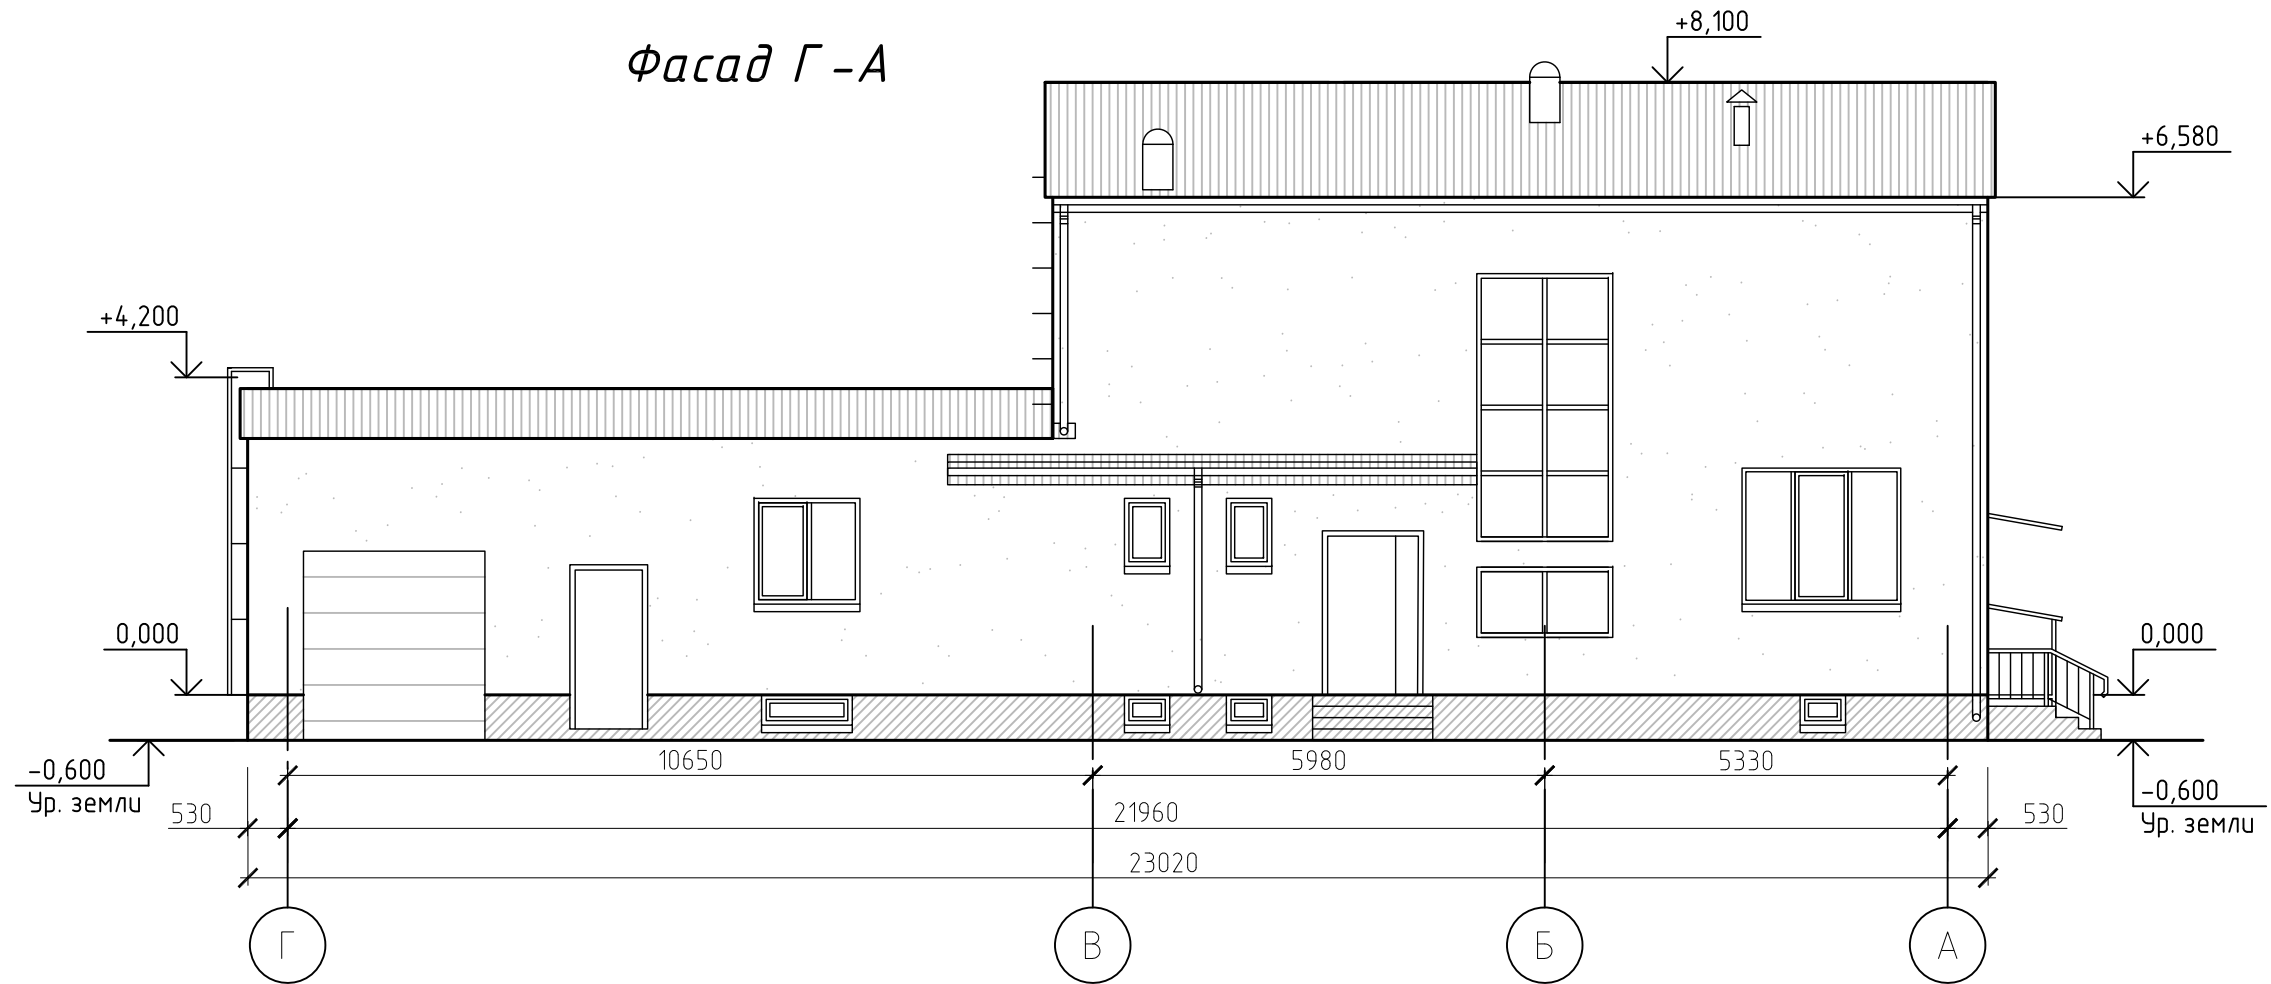 Фасад Г-А
+8,100
+6,580
+4,200
0,000
0,000
-0,600
Ур. земли
-0,600
Ур. земли
10650
5980
5330
530
21960
530
23020
Г
В
Б
А